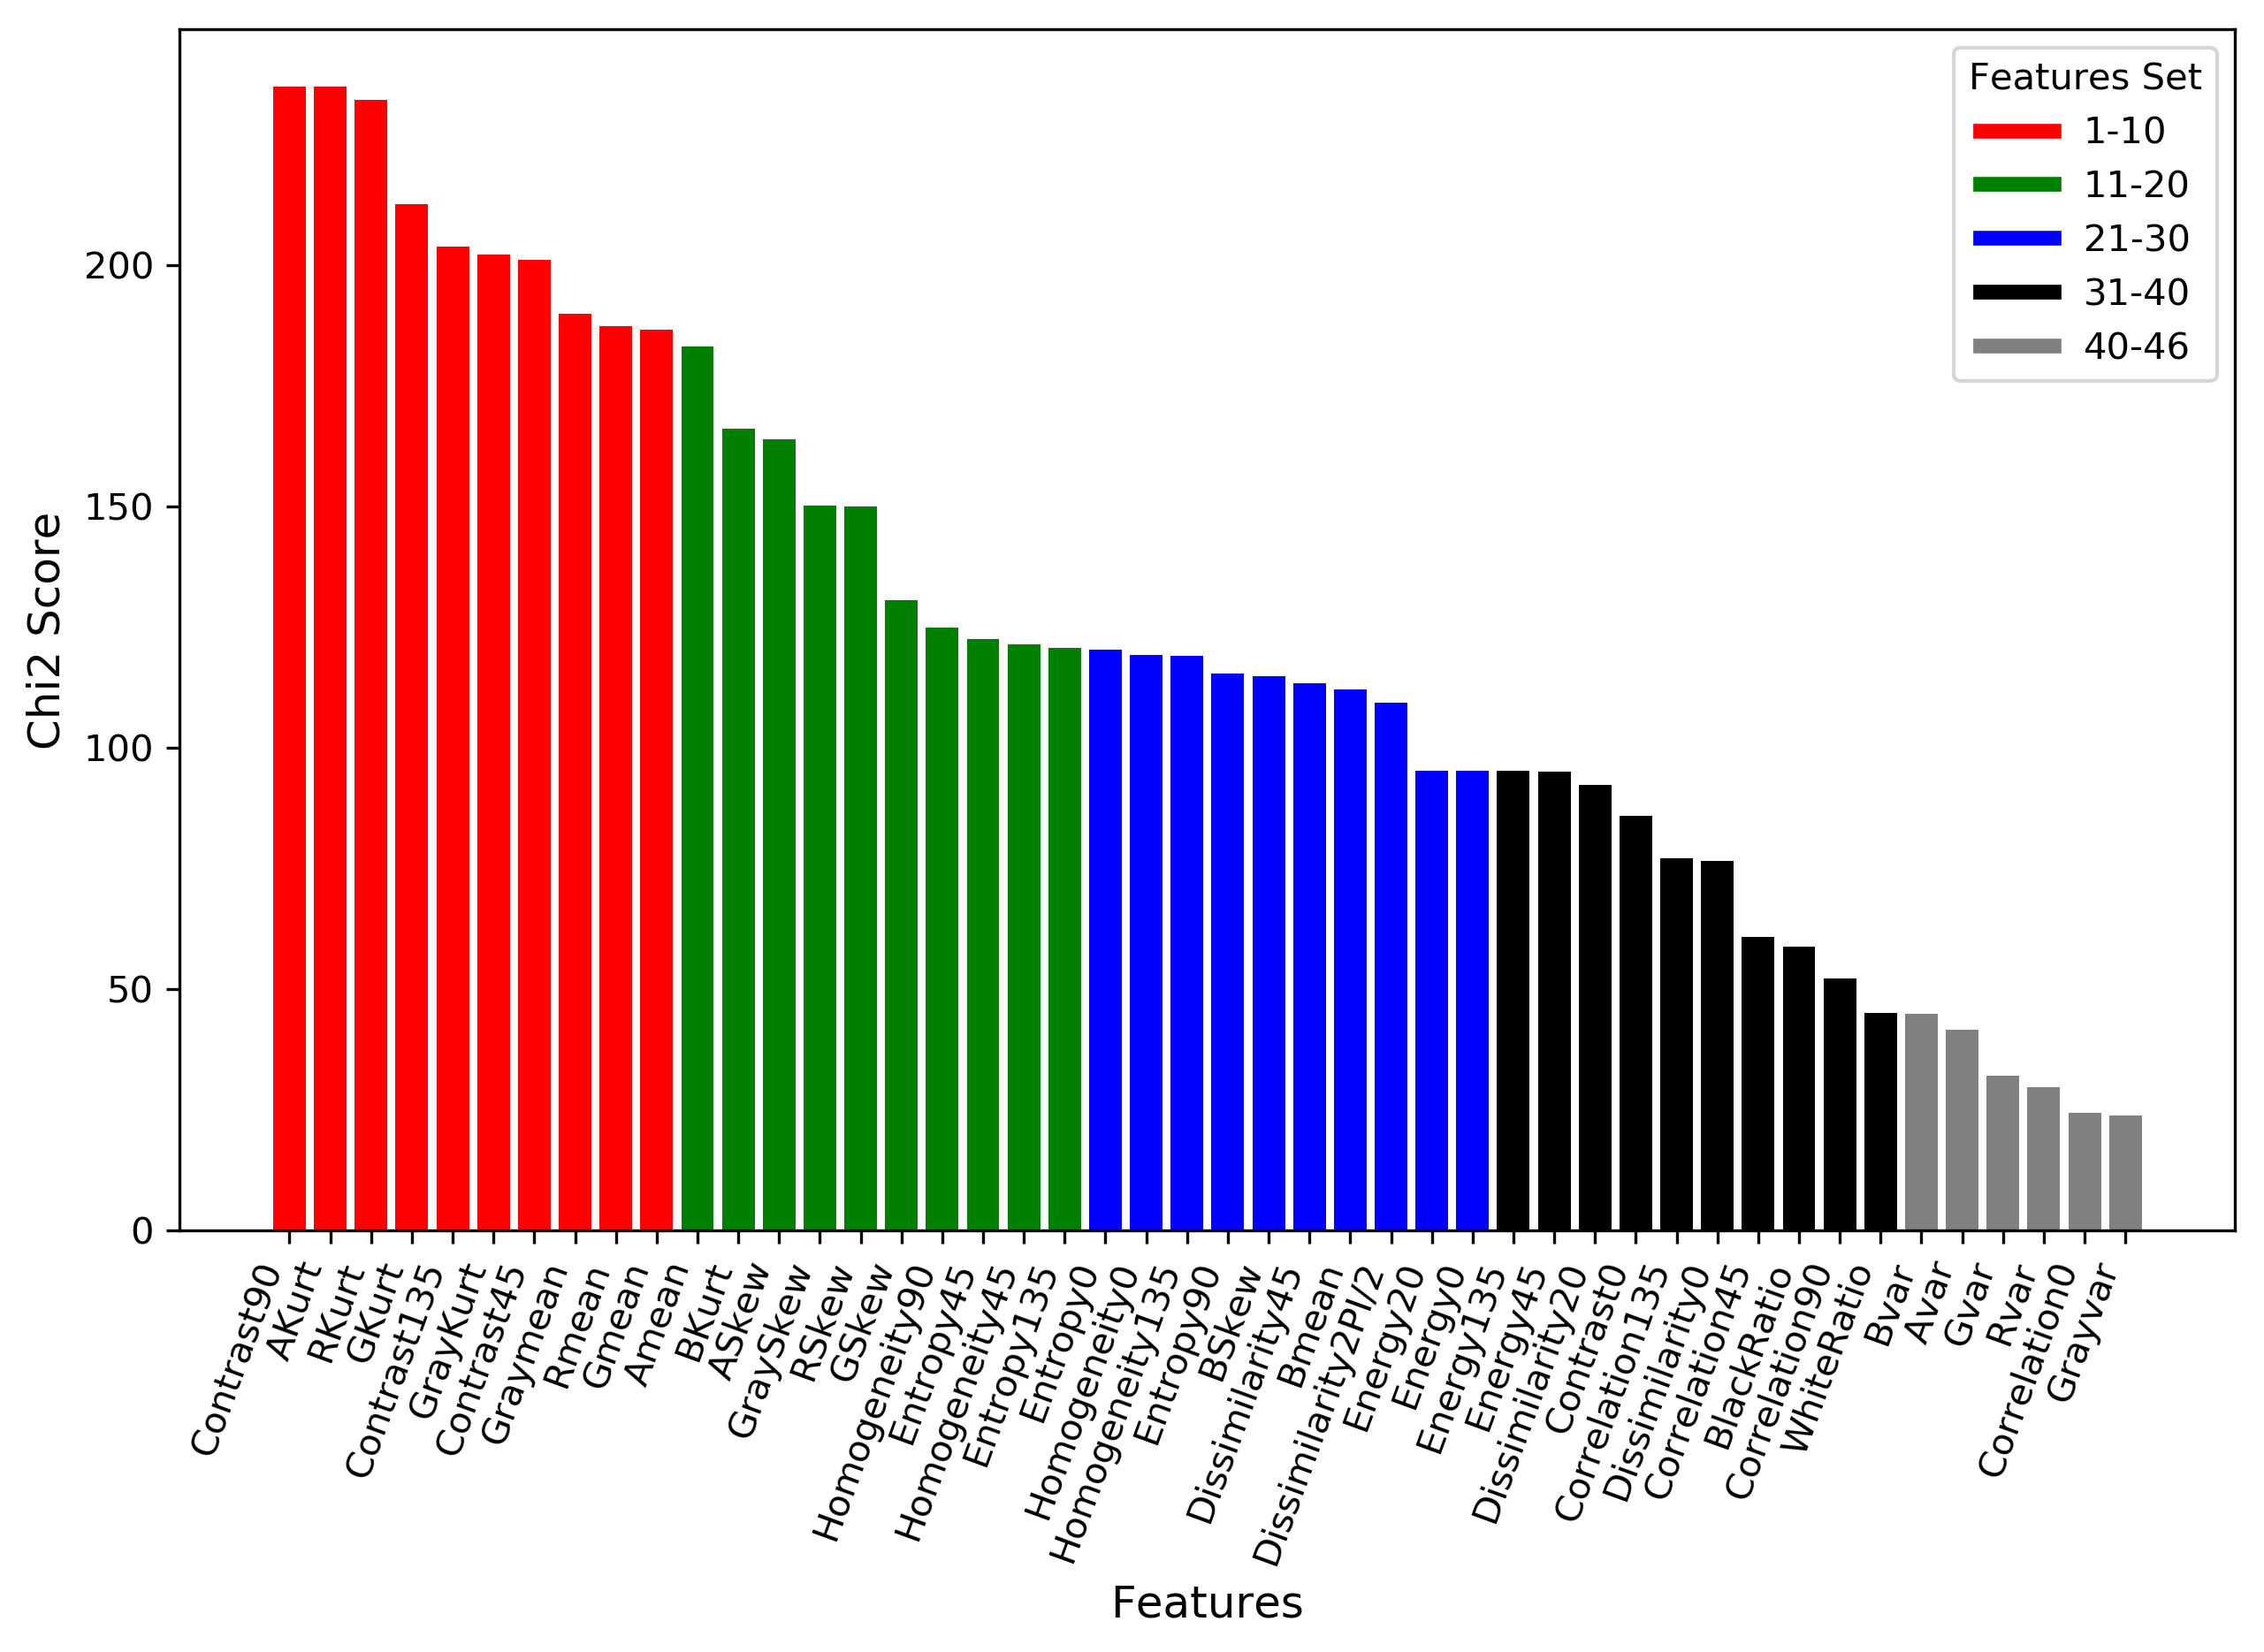 Features Set
1-10
11-20
21-30
31-40
40-46
Chi2 Score
200
150
100
50
0
Contrast90
AKurt
RKurt
GKurt
Contrast135
GrayKurt
Contrast45
Graymean
Rmean
Gmean
Amean
BKurt
ASkew
GraySkew
RSkew
GSkew
Homogeneity90
Entropy45
Homogeneity45
Entropy135
Entropy0
Homogeneity0
Homogeneity135
Entropy90
BSkew
Dissimilarity45
Bmean
Dissimilarity2PI/2
Energy20
Energy0
Energy135
Energy45
Dissimilarity20
Contrast0
Correlation135
Dissimilarity0
Correlation45
BlackRatio
Correlation90
WhiteRatio
Bvar
Avar
Gvar
Rvar
Correlation0
Grayvar
Features